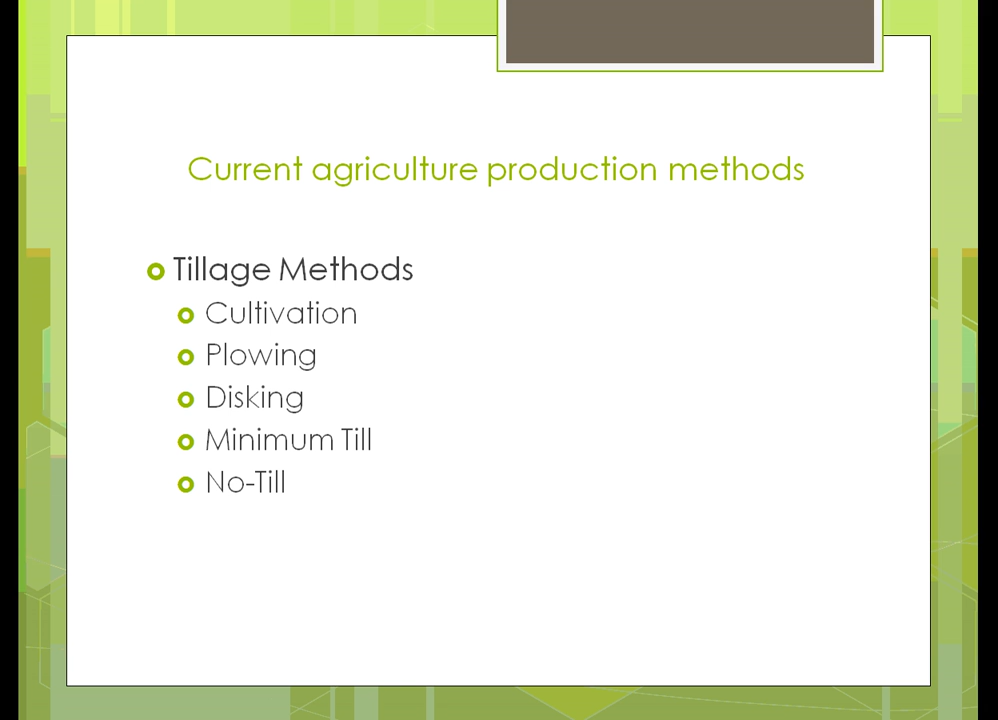 Current agriculture production methods
Tillage Methods
Cultivation
Plowing
Disking
Minimum Till
No-Till